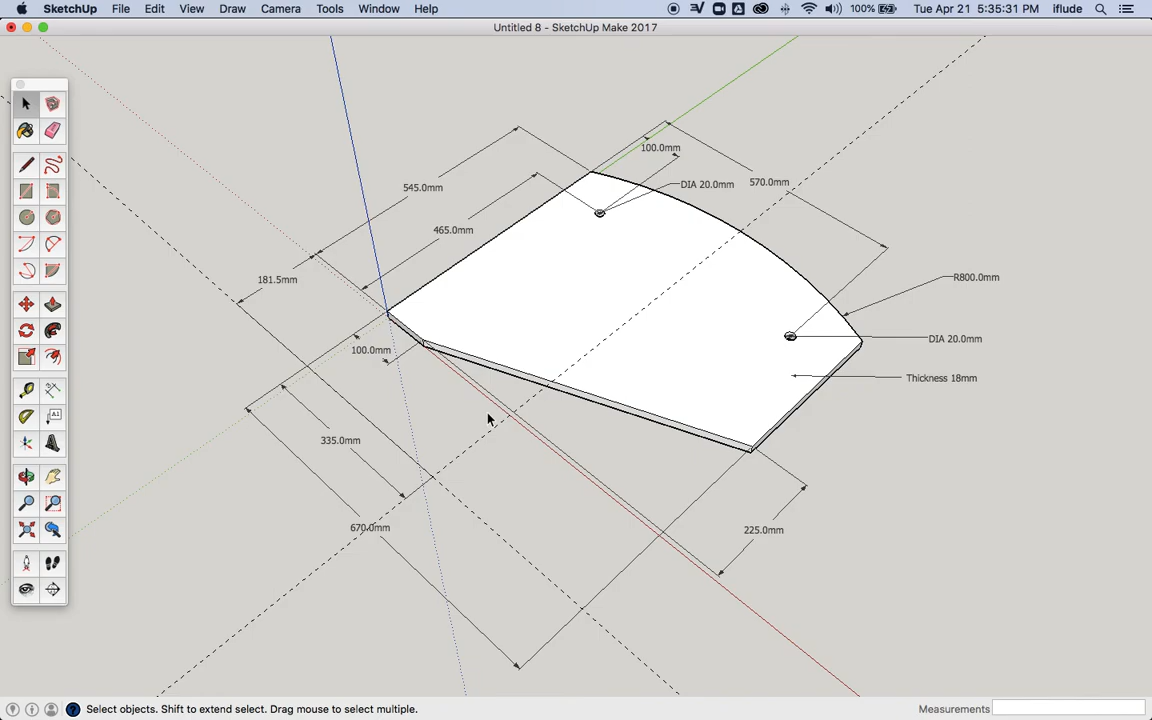 SketchUp File Edit View Draw Camera Tools Window Help 100% Tue Apr 21 5:35:31 PM iflude
Untitled 8 - SketchUp Make 2017
100.0mm
DIA 20.0mm
570.0mm
545.0mm
465.0mm
181.5mm
R800.0mm
DIA 20.0mm
100.0mm
Thickness 18mm
A1
335.0mm
670.0mm
225.0mm
Select objects. Shift to extend select. Drag mouse to select multiple. Measurements